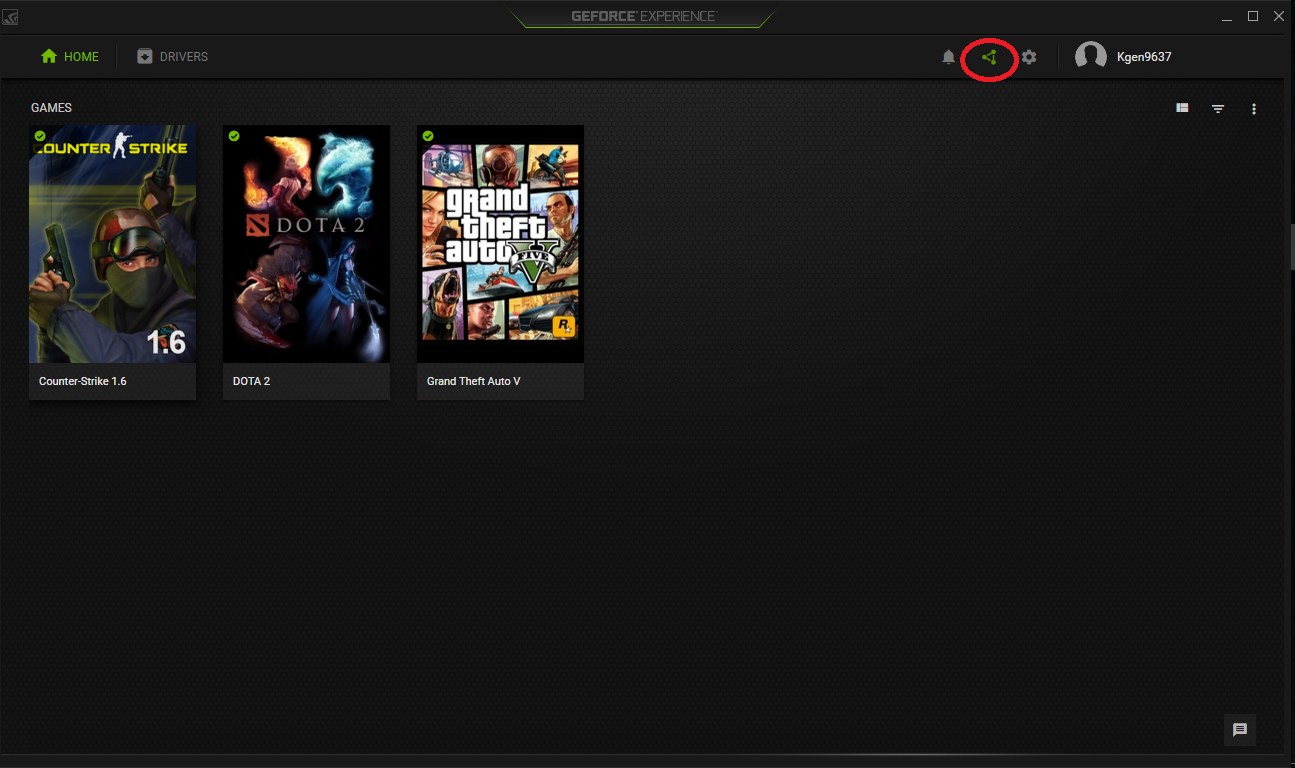 GEFORCE® EXPERIENCE™
HOME
DRIVERS
Kgen9637
GAMES
COUNTER STRIKE
1.6
DOTA 2
grand
theft
auto
V
FIVE
R
Counter-Strike 1.6
DOTA 2
Grand Theft Auto V